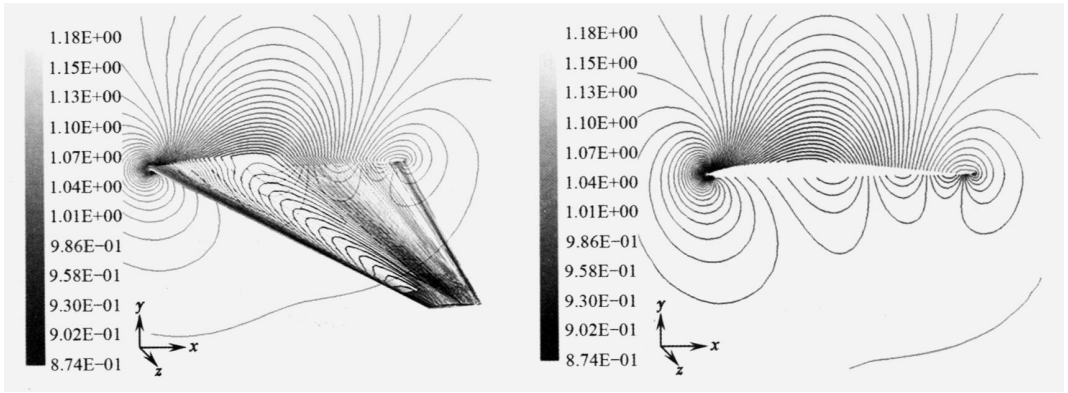 1.18E+00
1.15E+00
1.13E+00
1.10E+00
1.07E+00
1.04E+00
1.01E+00
9.86E−01
9.58E−01
9.30E−01
9.02E−01
8.74E−01
y
x
z
1.18E+00
1.15E+00
1.13E+00
1.10E+00
1.07E+00
1.04E+00
1.01E+00
9.86E−01
9.58E−01
9.30E−01
9.02E−01
8.74E−01
y
x
z